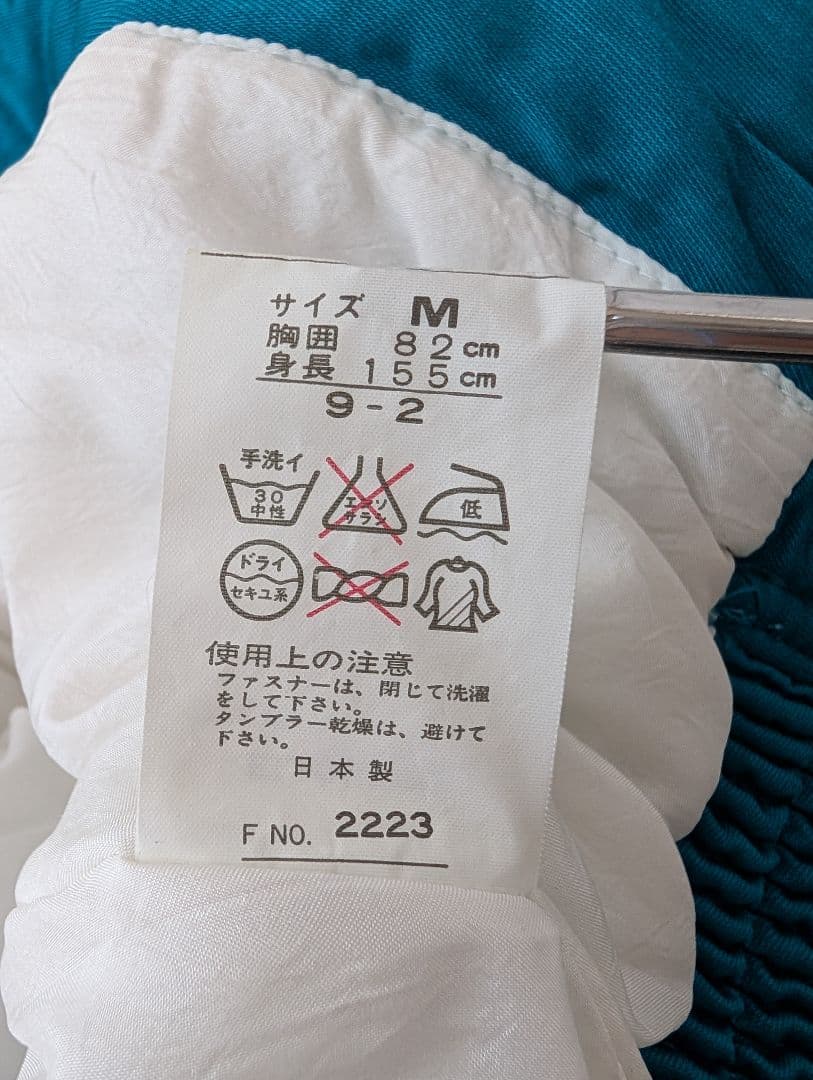 サイズ M
胸囲 82cm
身長 155cm
9-2
手洗イ
30
中性
エンソ
サラシ
低
ドライ
セキユ系
使用上の注意
ファスナーは、閉じて洗濯
をして下さい。
タンブラー乾燥は、避けて
下さい。
日本製
F NO. 2223